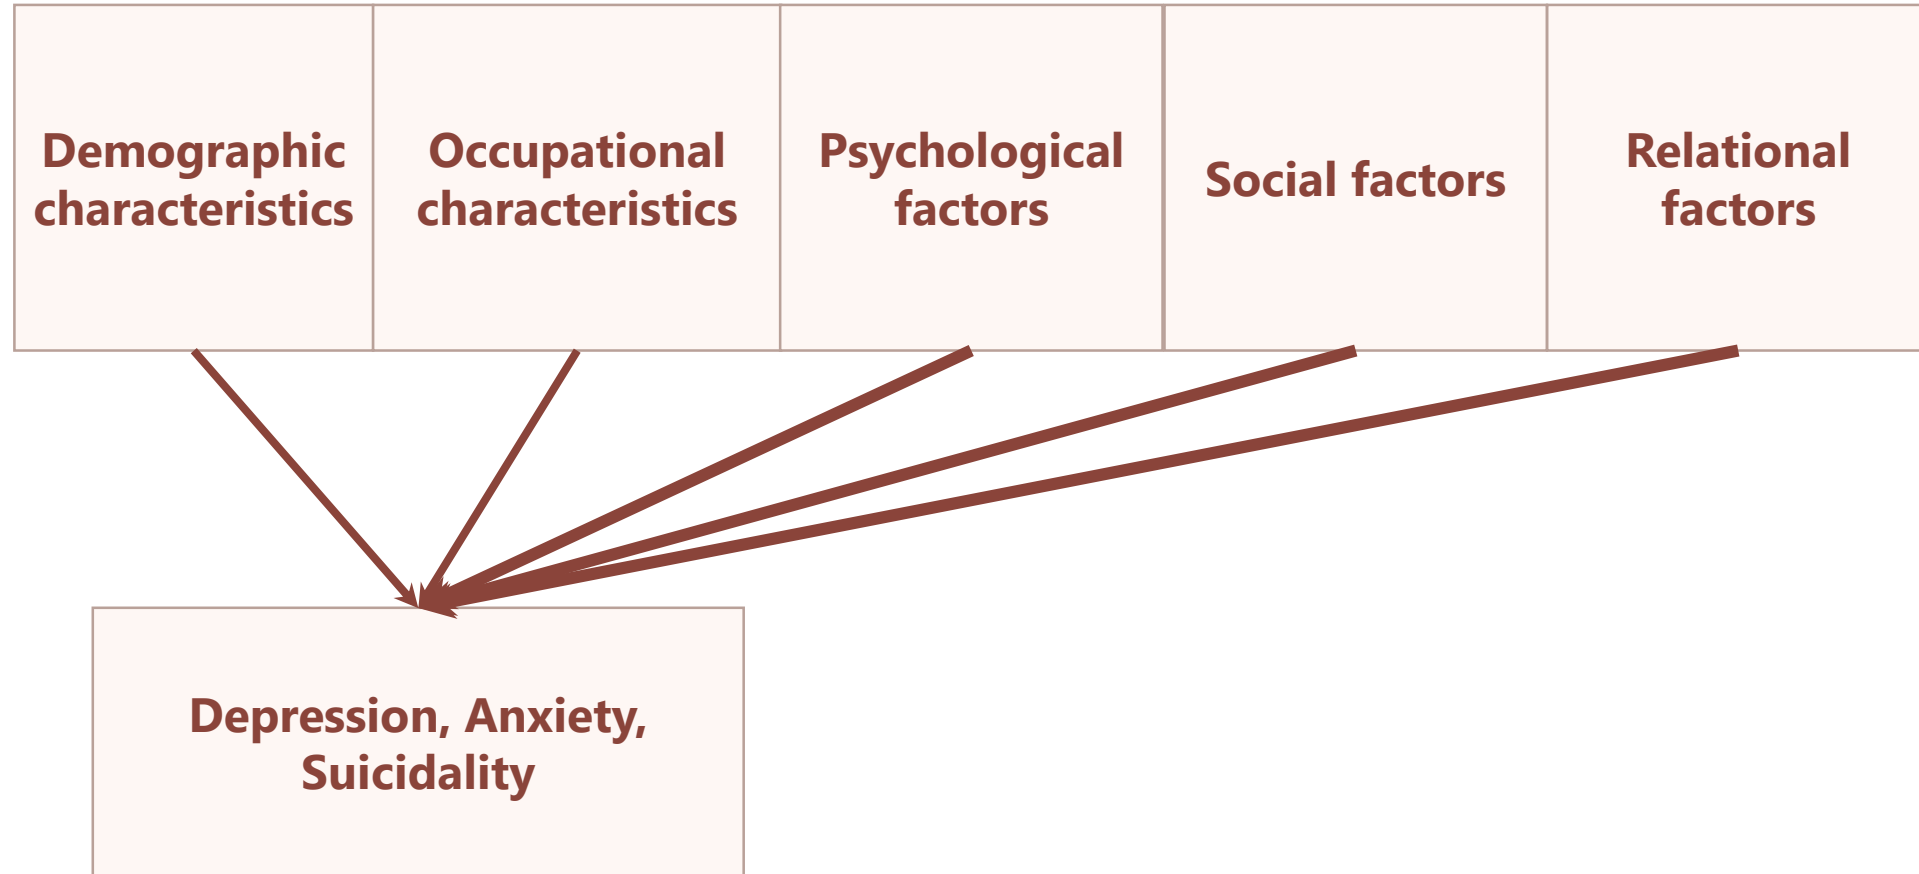 Demographic
characteristics
Occupational
characteristics
Psychological
factors
Social factors
Relational
factors
Depression, Anxiety,
Suicidality